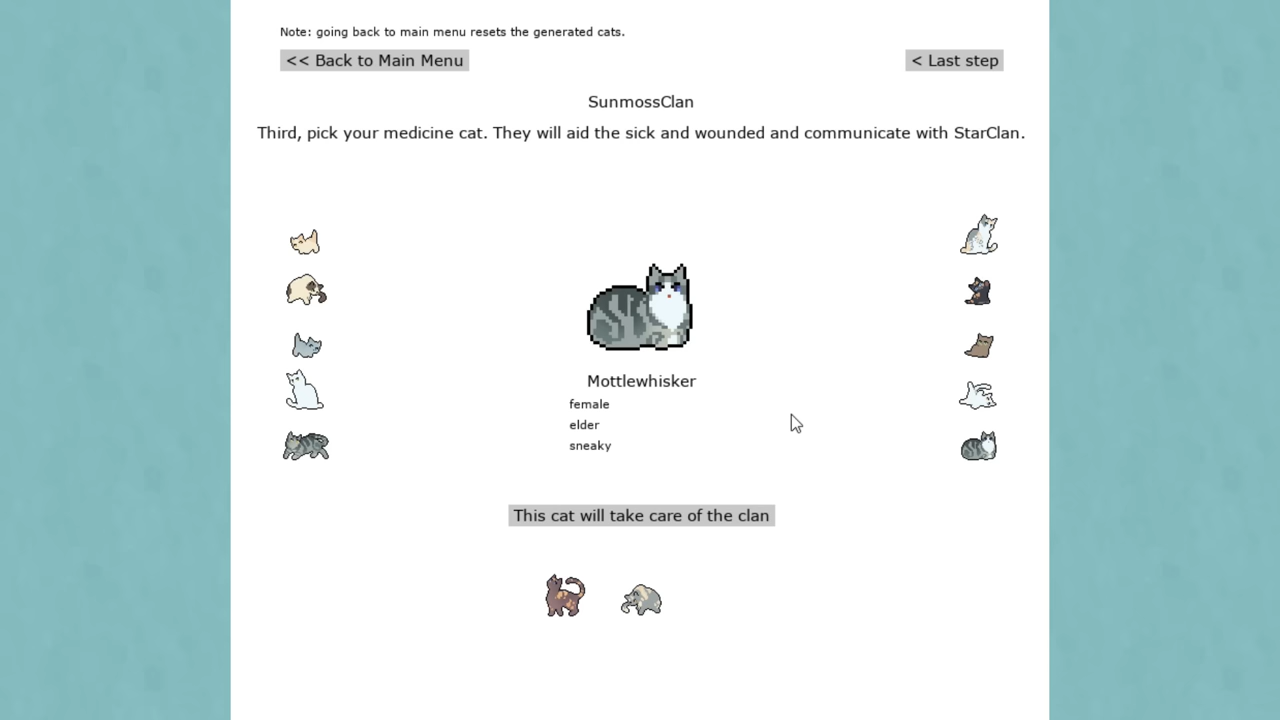 Note: going back to main menu resets the generated cats.
<< Back to Main Menu
< Last step
SunmossClan
Third, pick your medicine cat. They will aid the sick and wounded and communicate with StarClan.
Mottlewhisker
female
elder
sneaky
This cat will take care of the clan